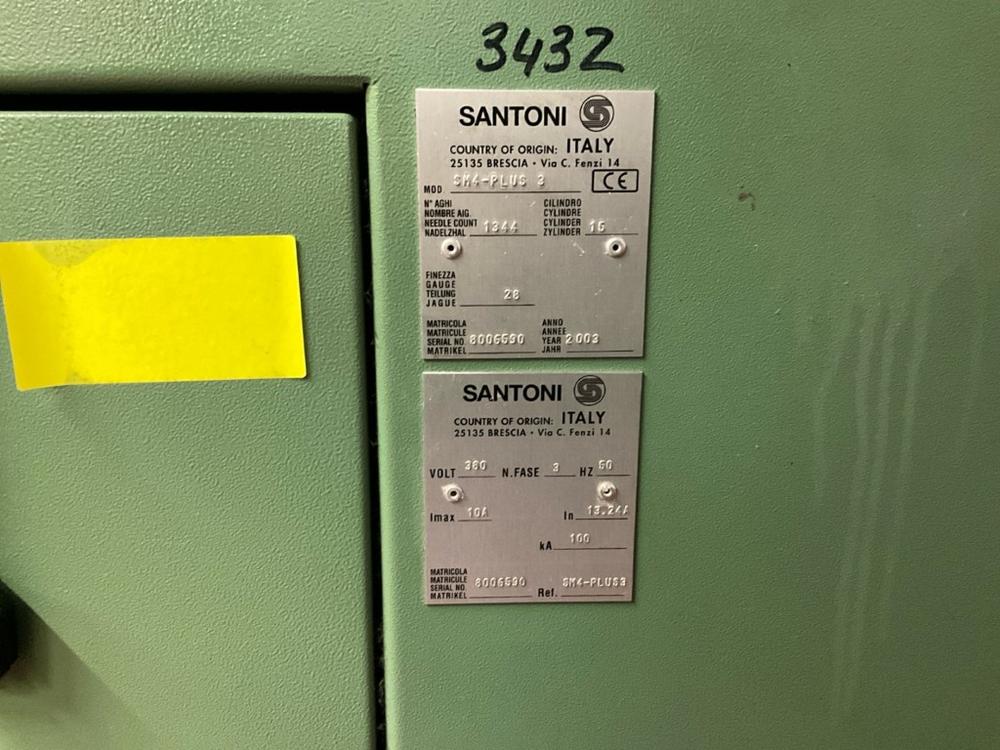 3432
SANTONI
COUNTRY OF ORIGIN: ITALY
25135 BRESCIA • Via C. Fenzi 14
MOD. SM4-PLUS 3 CE
N° AGHI
NOMBRE AIG.
NEEDLE COUNT
NADELZHAL 1344
CILINDRO
CYLINDRE
CYLINDER
ZYLINDER 15
FINEZZA
GAUGE
TEILUNG
JAGUE 28
MATRICOLA
MATRICULE
SERIAL NO. 8006590
MATRIKEL
ANNO
ANNEE
YEAR 2003
JAHR
SANTONI
COUNTRY OF ORIGIN: ITALY
25135 BRESCIA • Via C. Fenzi 14
VOLT 380 N.FASE 3 HZ 50
Imax 10A In 13.24A
kA 100
MATRICOLA
MATRICULE
SERIAL NO. 8006590
MATRIKEL
Ref. SM4-PLUS3